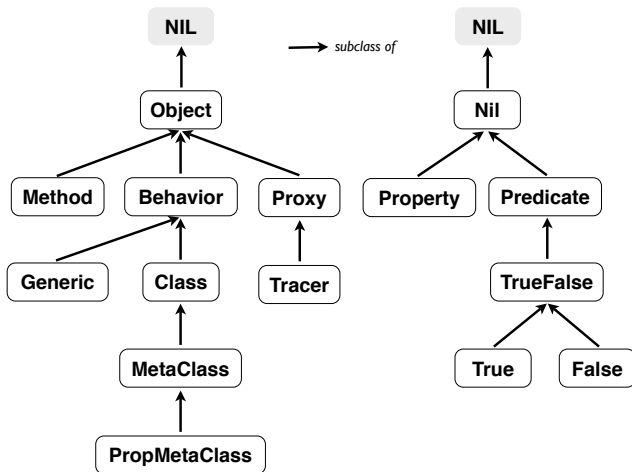 NIL
subclass of
NIL
Object
Nil
Method
Behavior
Proxy
Property
Predicate
Generic
Class
Tracer
TrueFalse
MetaClass
True
False
PropMetaClass